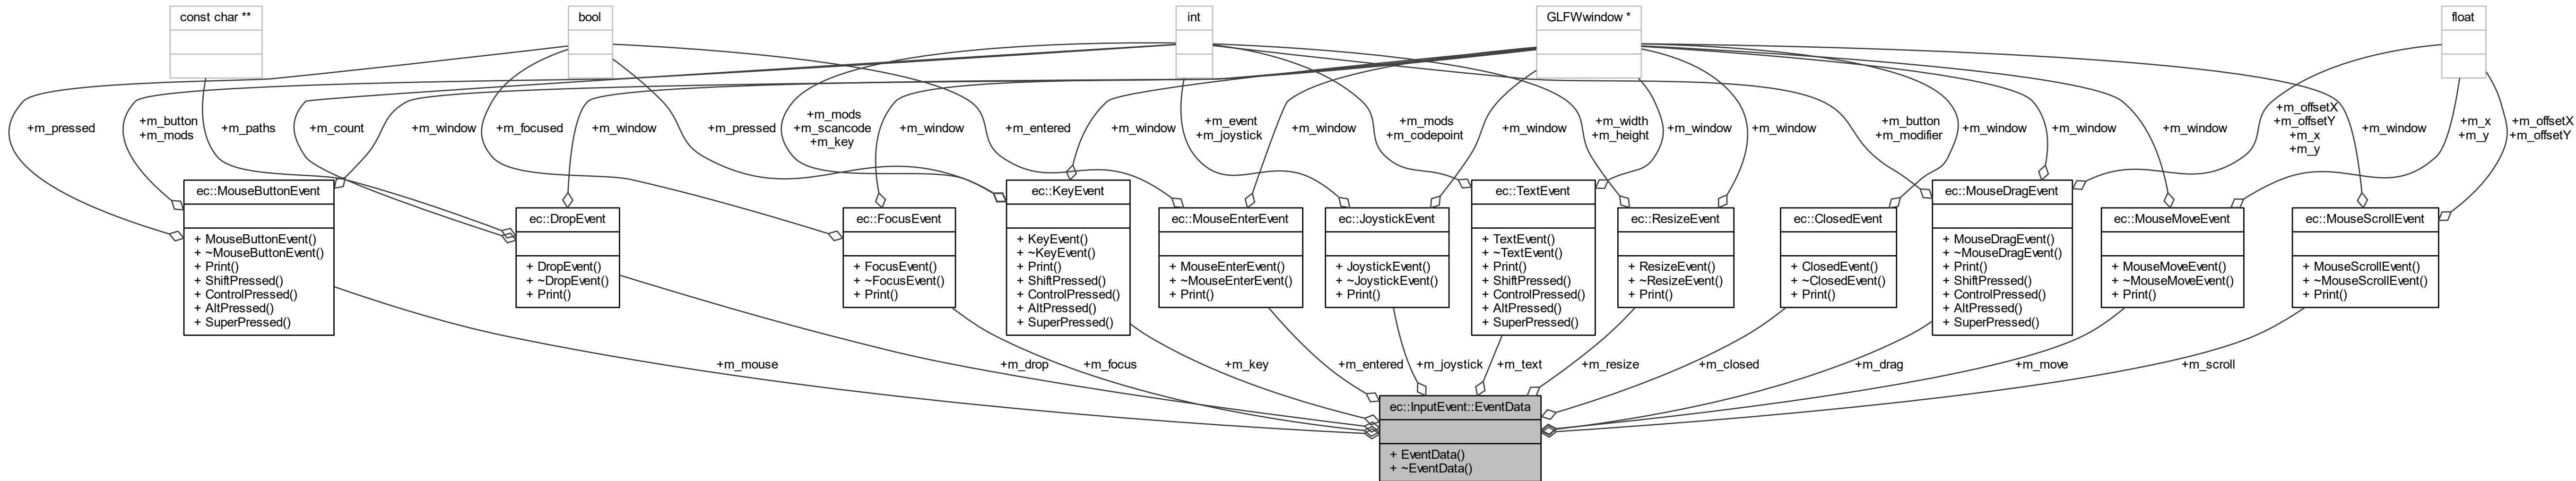 const char **
bool
int
GLFWwindow *
float
+m_pressed
+m_button
+m_mods
+m_paths
+m_count
+m_window
+m_focused
+m_window
+m_pressed
+m_mods
+m_scancode
+m_key
+m_window
+m_entered
+m_window
+m_event
+m_joystick
+m_window
+m_mods
+m_codepoint
+m_window
+m_width
+m_height
+m_window
+m_window
+m_button
+m_modifier
+m_window
+m_window
+m_window
+m_offsetX
+m_offsetY
+m_x
+m_y
+m_window
+m_x
+m_y
+m_offsetX
+m_offsetY
ec::MouseButtonEvent
+ MouseButtonEvent()
+ ~MouseButtonEvent()
+ Print()
+ ShiftPressed()
+ ControlPressed()
+ AltPressed()
+ SuperPressed()
ec::DropEvent
+ DropEvent()
+ ~DropEvent()
+ Print()
ec::FocusEvent
+ FocusEvent()
+ ~FocusEvent()
+ Print()
ec::KeyEvent
+ KeyEvent()
+ ~KeyEvent()
+ Print()
+ ShiftPressed()
+ ControlPressed()
+ AltPressed()
+ SuperPressed()
ec::MouseEnterEvent
+ MouseEnterEvent()
+ ~MouseEnterEvent()
+ Print()
ec::JoystickEvent
+ JoystickEvent()
+ ~JoystickEvent()
+ Print()
ec::TextEvent
+ TextEvent()
+ ~TextEvent()
+ Print()
+ ShiftPressed()
+ ControlPressed()
+ AltPressed()
+ SuperPressed()
ec::ResizeEvent
+ ResizeEvent()
+ ~ResizeEvent()
+ Print()
ec::ClosedEvent
+ ClosedEvent()
+ ~ClosedEvent()
+ Print()
ec::MouseDragEvent
+ MouseDragEvent()
+ ~MouseDragEvent()
+ Print()
+ ShiftPressed()
+ ControlPressed()
+ AltPressed()
+ SuperPressed()
ec::MouseMoveEvent
+ MouseMoveEvent()
+ ~MouseMoveEvent()
+ Print()
ec::MouseScrollEvent
+ MouseScrollEvent()
+ ~MouseScrollEvent()
+ Print()
+m_mouse
+m_drop
+m_focus
+m_key
+m_entered
+m_joystick
+m_text
+m_resize
+m_closed
+m_drag
+m_move
+m_scroll
ec::InputEvent::EventData
+ EventData()
+ ~EventData()